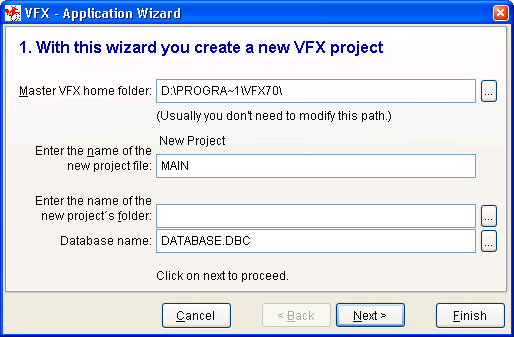 VFX - Application Wizard
1. With this wizard you create a new VFX project
Master VFX home folder: D:\PROGRA~1\VFX70\ ...
(Usually you don't need to modify this path.)
New Project
Enter the name of the
new project file: MAIN
Enter the name of the
new project´s folder: ...
Database name: DATABASE.DBC ...
Click on next to proceed.
Cancel < Back Next > Finish